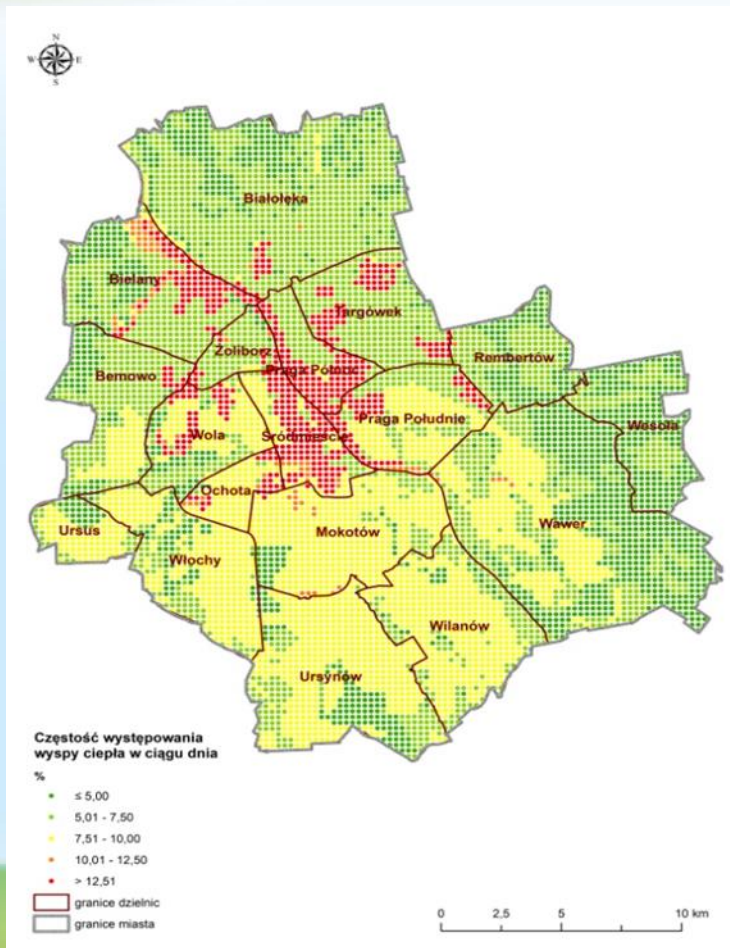 N
W E
S
Białołęka
Bielany
Targówek
Żoliborz
Rembertów
Praga Północ
Bemowo
Praga Południe
Wesoła
Wola
Śródmieście
Ochota
Wawer
Ursus
Mokotów
Włochy
Wilanów
Ursynów
Częstość występowania
wyspy ciepła w ciągu dnia
%
≤ 5,00
5,01 - 7,50
7,51 - 10,00
10,01 - 12,50
> 12,51
granice dzielnic
granice miasta
0 2,5 5 10 km